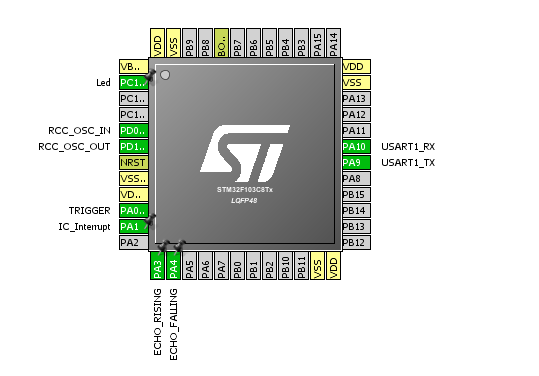 VDD
VSS
PB9
PB8
BO..
PB7
PB6
PB5
PB4
PB3
PA15
PA14
VB..
VDD
Led PC1..
VSS
PC1..
PA13
PC1..
PA12
RCC_OSC_IN PD0..
PA11
RCC_OSC_OUT PD1..
PA10 USART1_RX
NRST
PA9 USART1_TX
VSS..
PA8
VD..
PB15
TRIGGER PA0..
PB14
IC_Interrupt PA1
PB13
PA2
PB12
ST
STM32F103C8Tx
LQFP48
PA3
PA4
PA5
PA6
PA7
PB0
PB1
PB2
PB10
PB11
VSS
VDD
ECHO_RISING
ECHO_FALLING